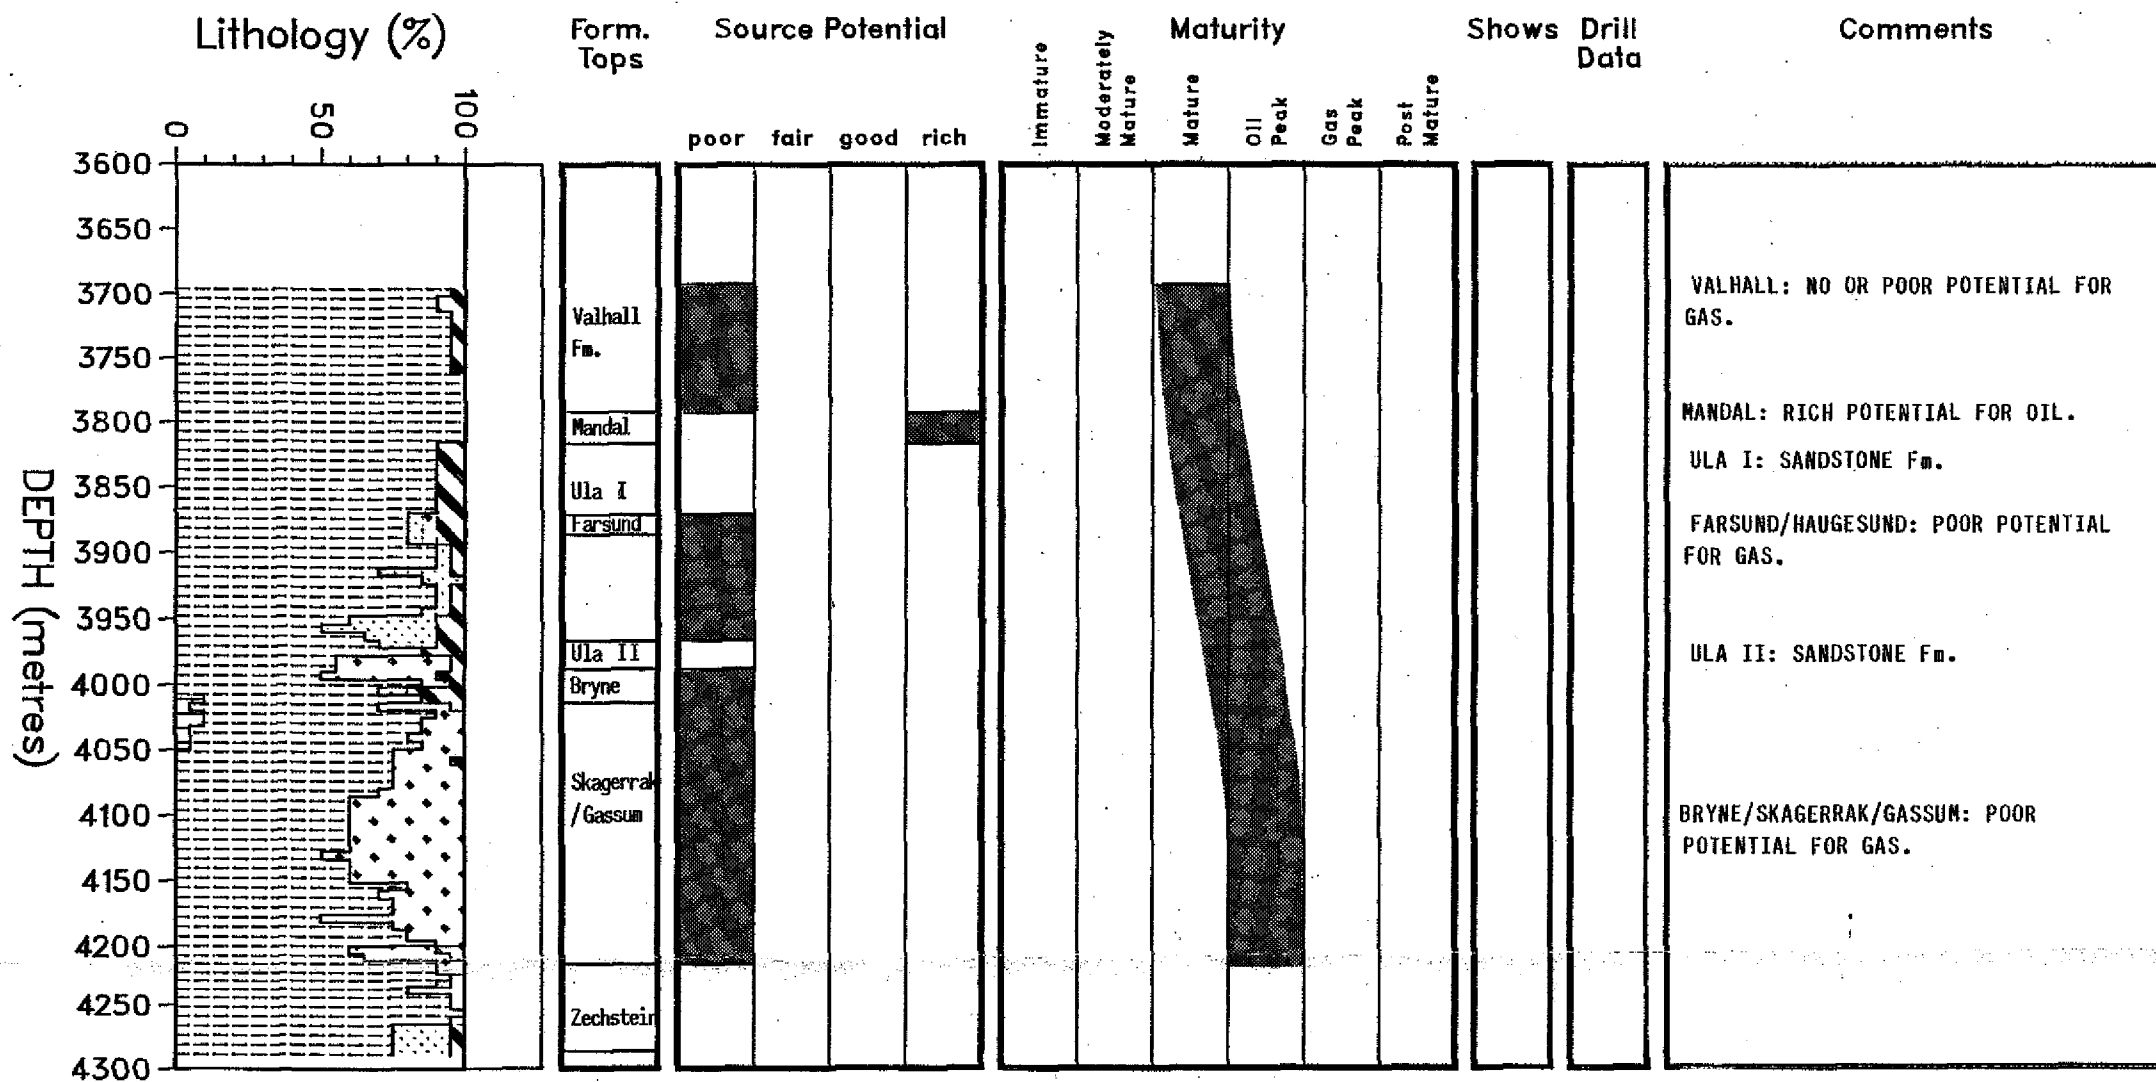 Lithology (%)
Form.
Tops
Source Potential
Maturity
Shows
Drill
Data
Comments
0
50
100
poor
fair
good
rich
Immature
Moderately
Mature
Mature
Oil
Peak
Gas
Peak
Post
Mature
DEPTH (metres)
3600
3650
3700
3750
3800
3850
3900
3950
4000
4050
4100
4150
4200
4250
4300
Valhall
Fm.
Mandal
Ula I
Farsund
Ula II
Bryne
Skagerrak
/Gassum
Zechstein
VALHALL: NO OR POOR POTENTIAL FOR
GAS.
MANDAL: RICH POTENTIAL FOR OIL.
ULA I: SANDSTONE Fm.
FARSUND/HAUGESUND: POOR POTENTIAL
FOR GAS.
ULA II: SANDSTONE Fm.
BRYNE/SKAGERRAK/GASSUM: POOR
POTENTIAL FOR GAS.